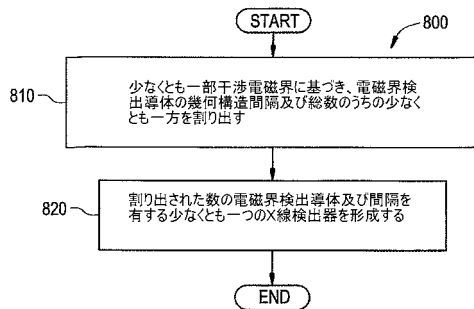 START
800
810
少なくとも一部干渉電磁界に基づき、電磁界検
出導体の幾何構造間隔及び総数のうちの少なく
とも一方を割り出す
820
割り出された数の電磁界検出導体及び間隔を
有する少なくとも一つのX線検出器を形成する
END